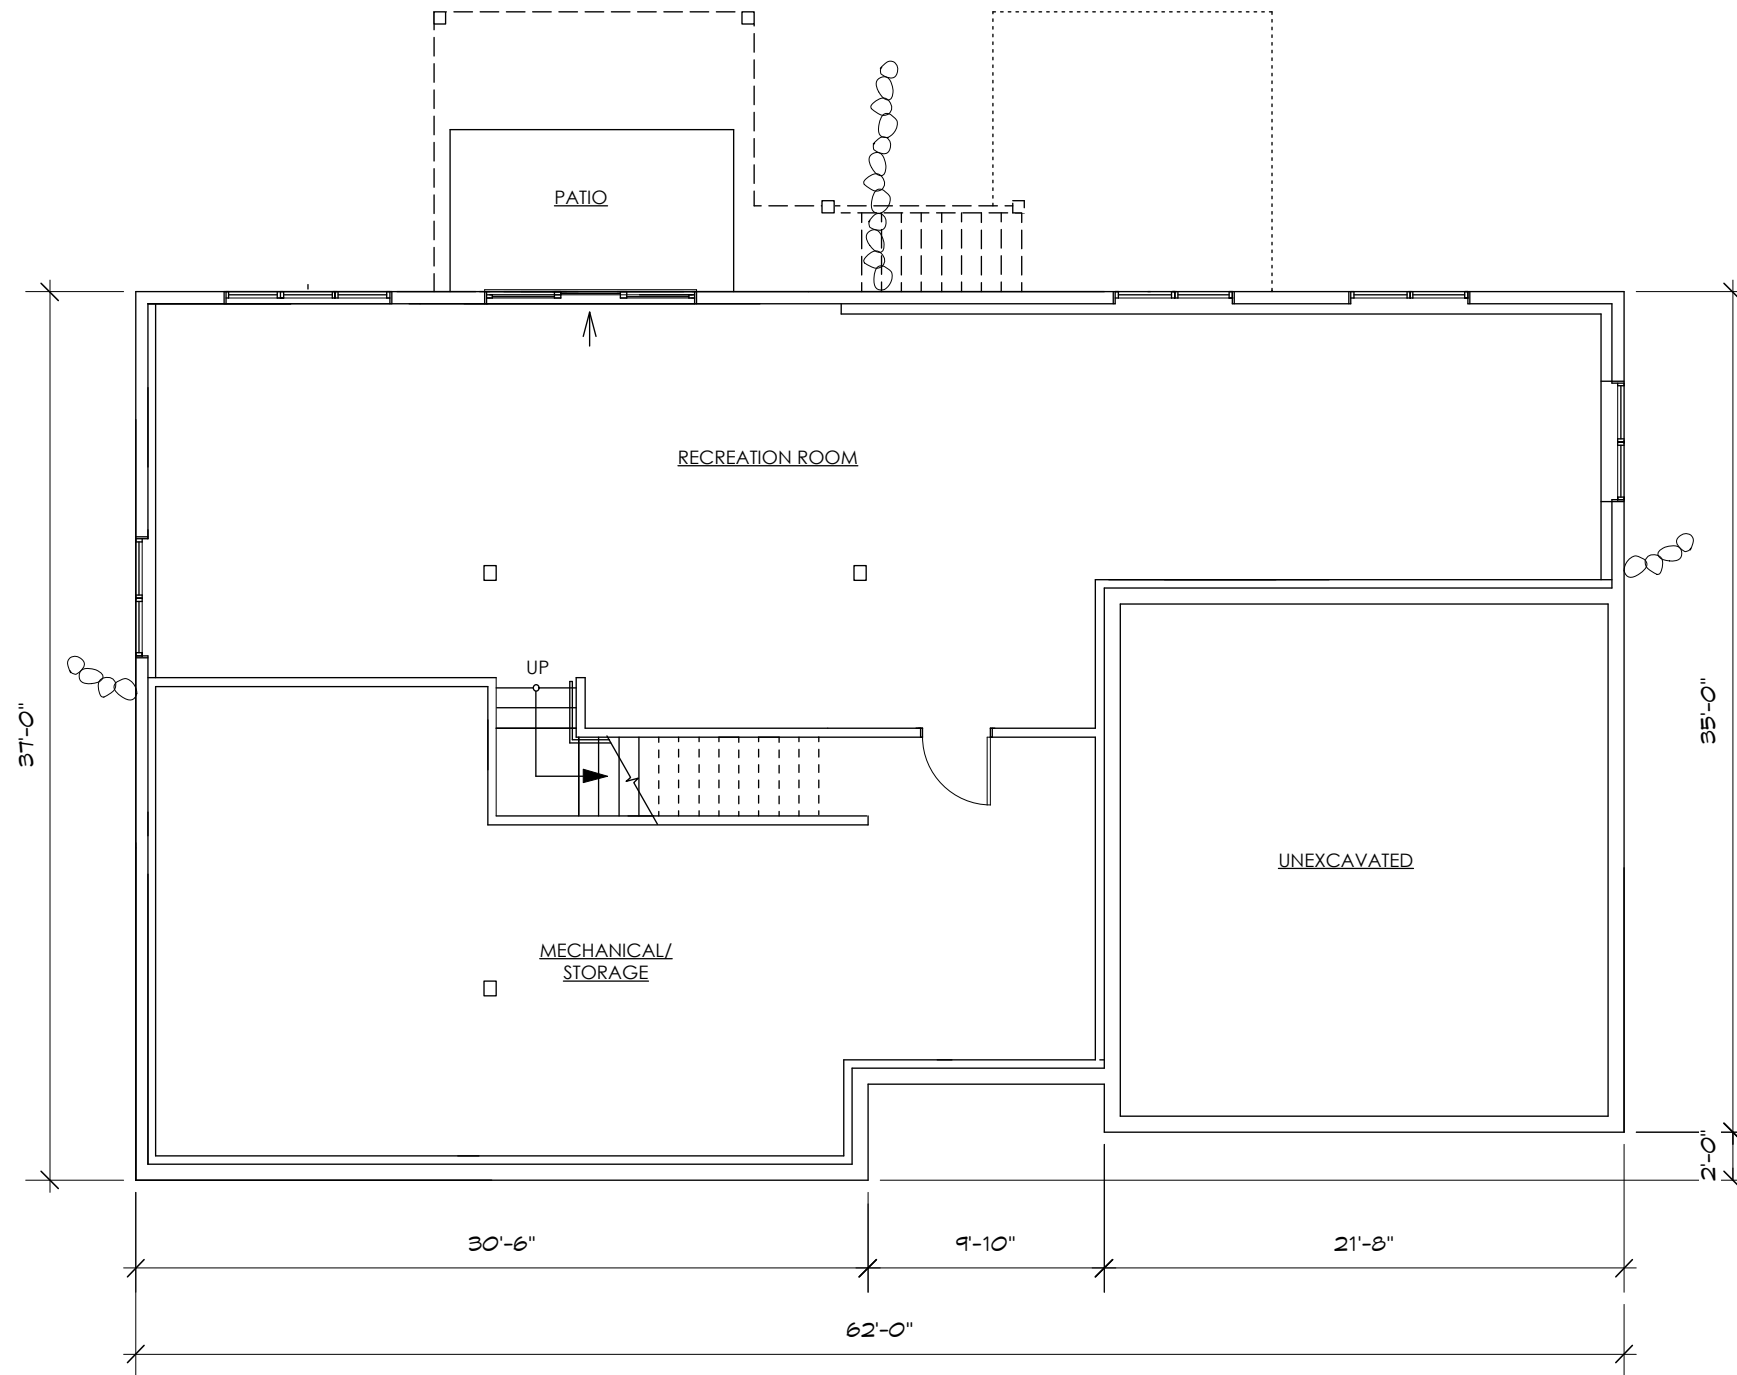 PATIO
RECREATION ROOM
UP
37'-0"
35'-0"
UNEXCAVATED
MECHANICAL/
STORAGE
2'-0"
30'-6"
9'-10"
21'-8"
62'-0"